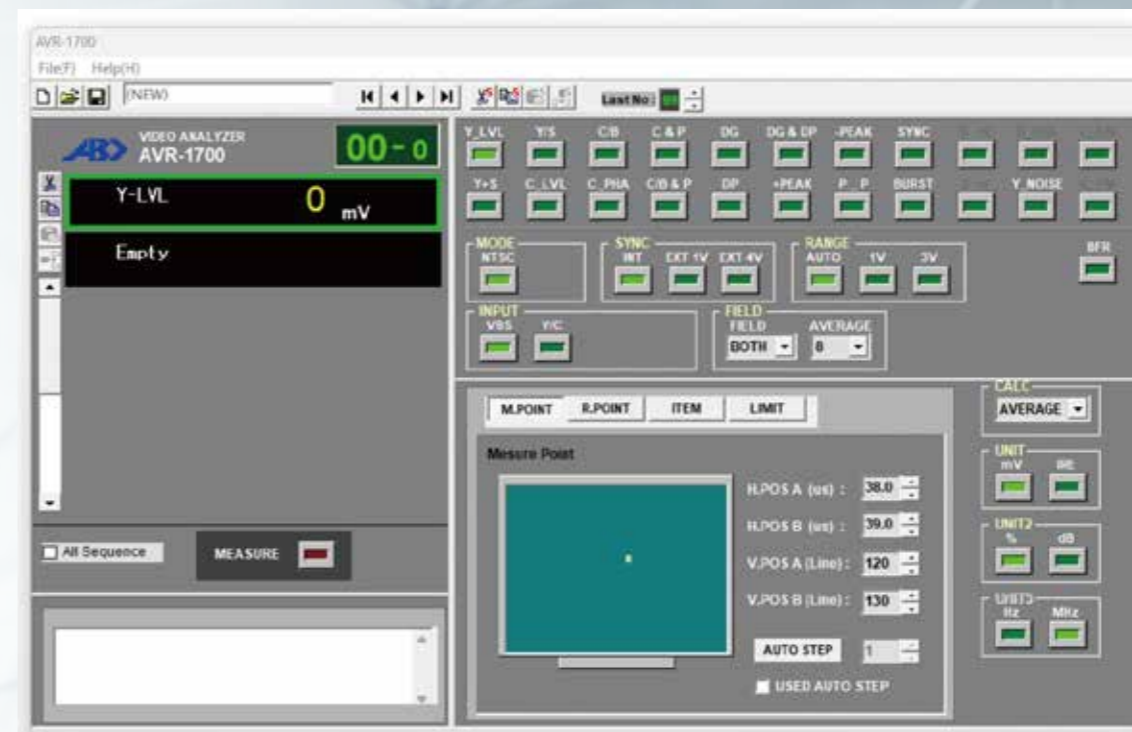 AVR-1700
File(F) Help(H)
(NEW)
Last No:
VIDEO ANALYZER
AVR-1700
00-0
Y-LVL 0 mV
Empty
All Sequence
MEASURE
Y_LVL Y/S C/B C & P DG DG & DP -PEAK SYNC
Y+S C_LVL C_PHA C/B & P DP +PEAK P_P BURST Y_NOISE
MODE SYNC RANGE
NTSC INT EXT 1V EXT 4V AUTO 1V 3V BFR
INPUT FIELD
VBS Y/C FIELD AVERAGE
BOTH 8
M.POINT R.POINT ITEM LIMIT
Mesure Point
H.POS A (us) : 38.0
H.POS B (us) : 39.0
V.POS A (Line) : 120
V.POS B (Line) : 130
AUTO STEP 1
USED AUTO STEP
CALC
AVERAGE
UNIT
mV IRE
UNIT2
% dB
UNIT3
Hz MHz